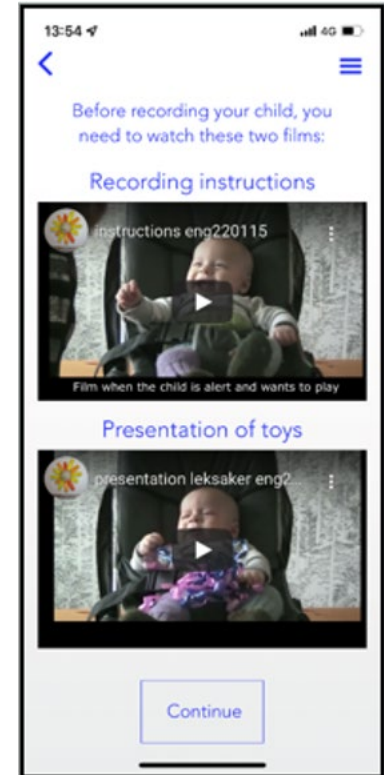 13:54
4G
Before recording your child, you
need to watch these two films:
Recording instructions
instructions eng220115
Film when the child is alert and wants to play
Presentation of toys
presentation leksaker eng2...
Continue